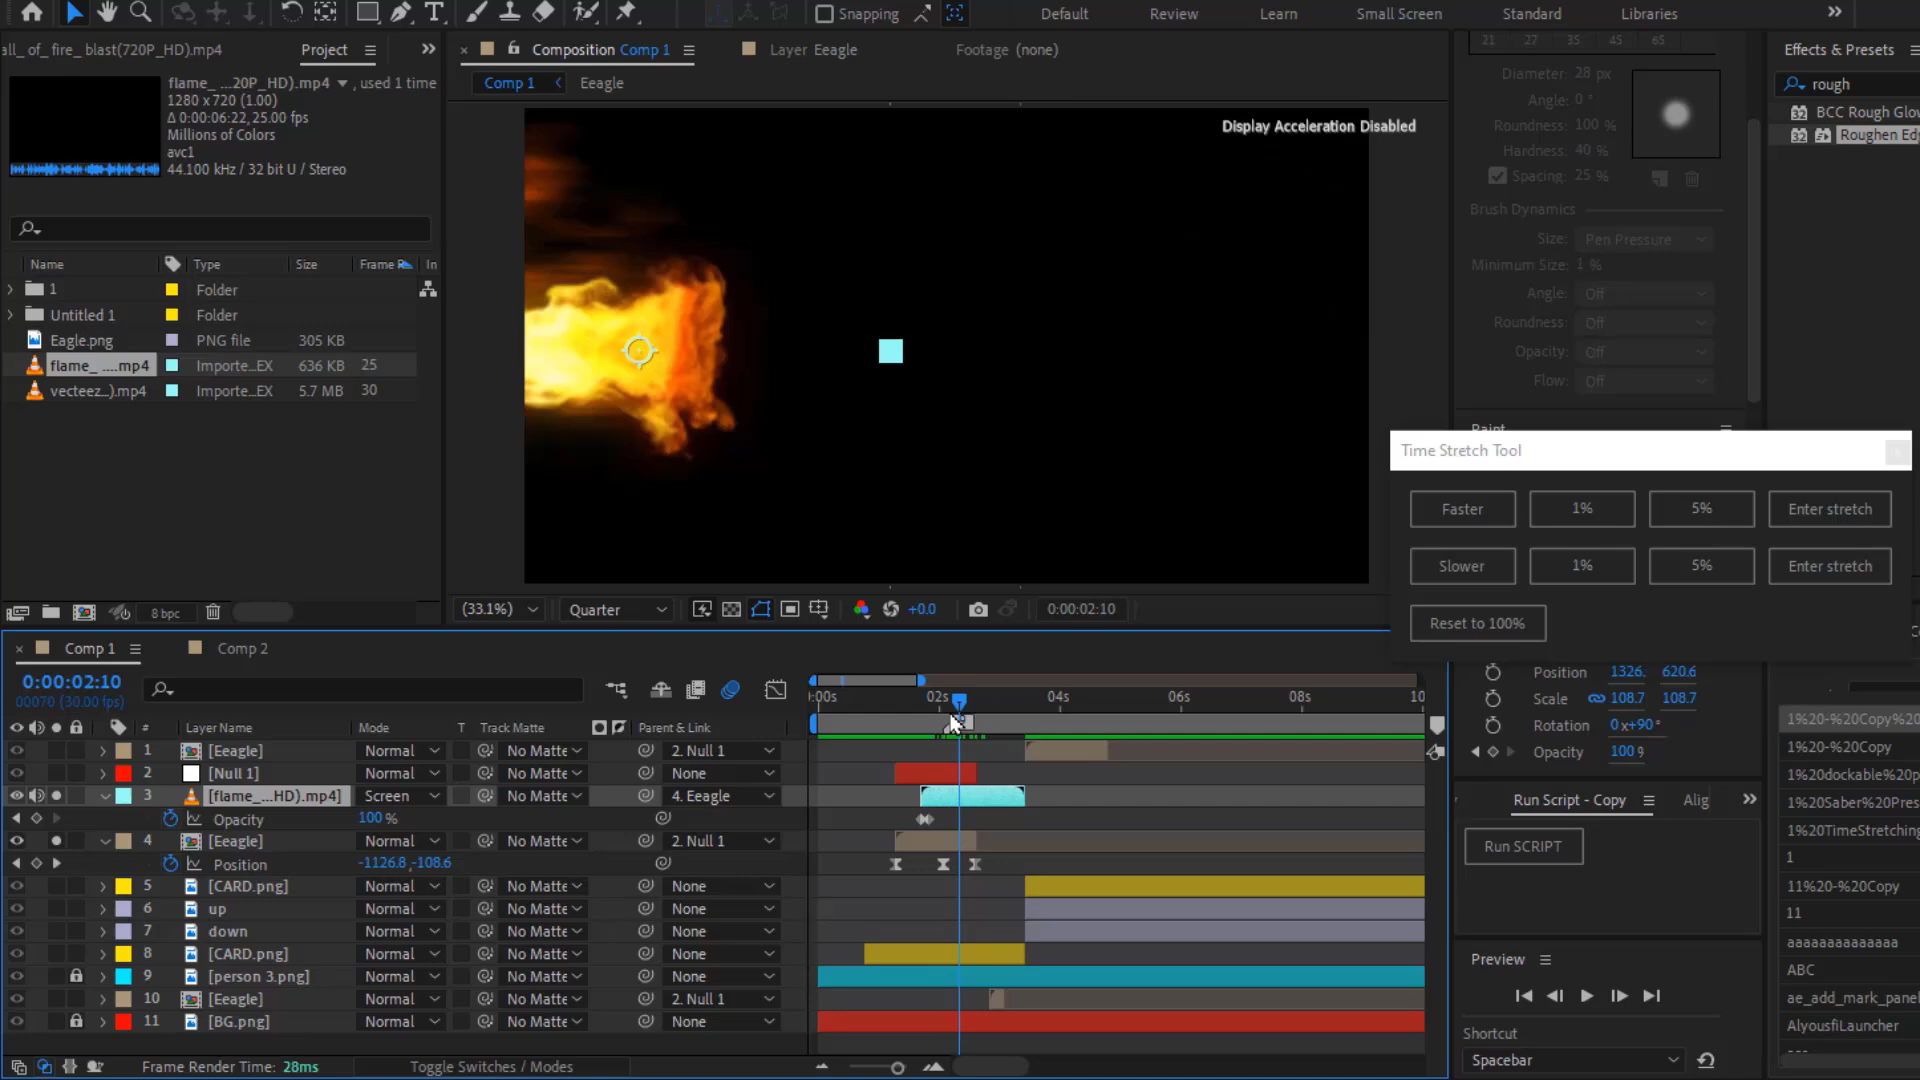 Snapping
Default
Review
Learn
Small Screen
Standard
Libraries
all_of_fire_blast(720P_HD).mp4
Project
Composition Comp 1
Layer Eeagle
Footage (none)
21 27 35 45 65
Effects & Presets
flame_ ...20P_HD).mp4 , used 1 time
1280 x 720 (1.00)
Δ 0:00:06:22, 25.00 fps
Millions of Colors
avc1
44.100 kHz / 32 bit U / Stereo
Comp 1
Eeagle
Display Acceleration Disabled
Diameter: 28 px
Angle: 0 °
Roundness: 100 %
Hardness: 40 %
Spacing: 25 %
Brush Dynamics
Size: Pen Pressure
Minimum Size: 1 %
Angle: Off
Roundness: Off
Opacity: Off
Flow: Off
Paint
rough
32 BCC Rough Glo
32 Roughen Ed
Name Type Size Frame R In
1 Folder
Untitled 1 Folder
Eagle.png PNG file 305 KB
flame_ ....mp4 Importe...EX 636 KB 25
vecteez...).mp4 Importe...EX 5.7 MB 30
Time Stretch Tool
Faster 1% 5% Enter stretch
Slower 1% 5% Enter stretch
Reset to 100%
8 bpc
(33.1%) Quarter +0.0 0:00:02:10
Comp 1
Comp 2
0:00:02:10
00070 (30.00 fps)
:00s 02s 04s 06s 08s 10
# Layer Name Mode T Track Matte Parent & Link
1 [Eeagle] Normal No Matte 2. Null 1
2 [Null 1] Normal No Matte None
3 [flame_...HD).mp4] Screen No Matte 4. Eeagle
Opacity 100 %
4 [Eeagle] Normal No Matte 2. Null 1
Position -1126.8,-108.6
5 [CARD.png] Normal No Matte None
6 up Normal No Matte None
7 down Normal No Matte None
8 [CARD.png] Normal No Matte None
9 [person 3.png] Normal No Matte None
10 [Eeagle] Normal No Matte 2. Null 1
11 [BG.png] Normal No Matte None
Frame Render Time: 28ms
Toggle Switches / Modes
Position 1326. 620.6
Scale 108.7 108.7
Rotation 0x+90°
Opacity 100 %
Run Script - Copy
Alig
Run SCRIPT
Preview
Shortcut
Spacebar
1%20-%20Copy%20
1%20-%20Copy
1%20dockable%20p
1%20Saber%20Pres
1%20TimeStretching
1
11%20-%20Copy
11
aaaaaaaaaaaaaa
ABC
ae_add_mark_panel
AlyousfiLauncher